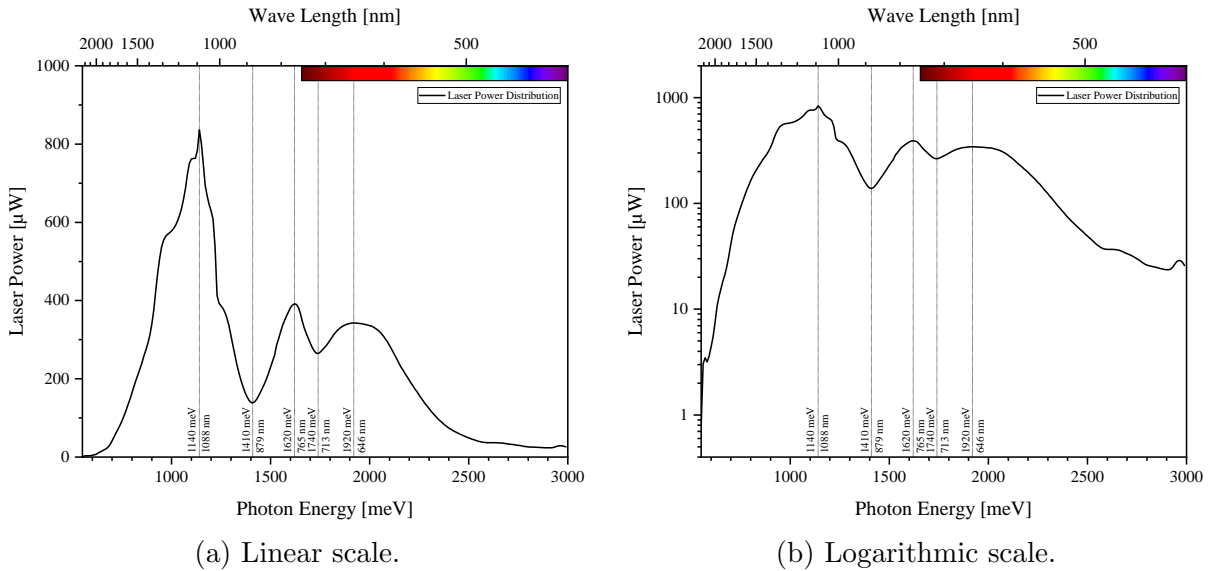 Wave Length [nm]
2000 1500 1000 500
1000
800
600
400
200
0
Laser Power [µW]
Laser Power Distribution
1140 meV
1088 nm
1410 meV
879 nm
1620 meV
765 nm
1740 meV
713 nm
1920 meV
646 nm
1000 1500 2000 2500 3000
Photon Energy [meV]
(a) Linear scale.
Wave Length [nm]
2000 1500 1000 500
1000
100
10
1
Laser Power [µW]
Laser Power Distribution
1140 meV
1088 nm
1410 meV
879 nm
1620 meV
765 nm
1740 meV
713 nm
1920 meV
646 nm
1000 1500 2000 2500 3000
Photon Energy [meV]
(b) Logarithmic scale.